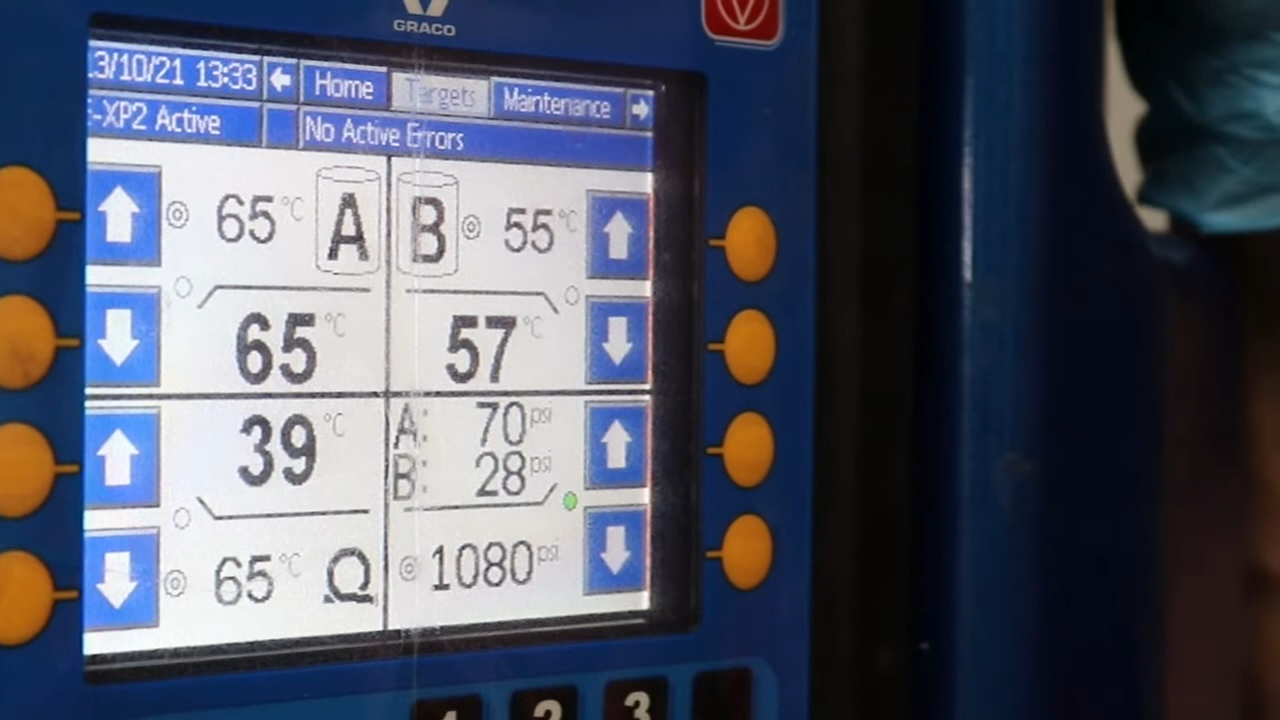 GRACO
3/10/21 13:33 Home Targets Maintenance
-XP2 Active No Active Errors
65 °C A B 55 °C
65 °C 57 °C
39 °C A: 70 psi
B: 28 psi
65 °C 1080 psi
1 2 3